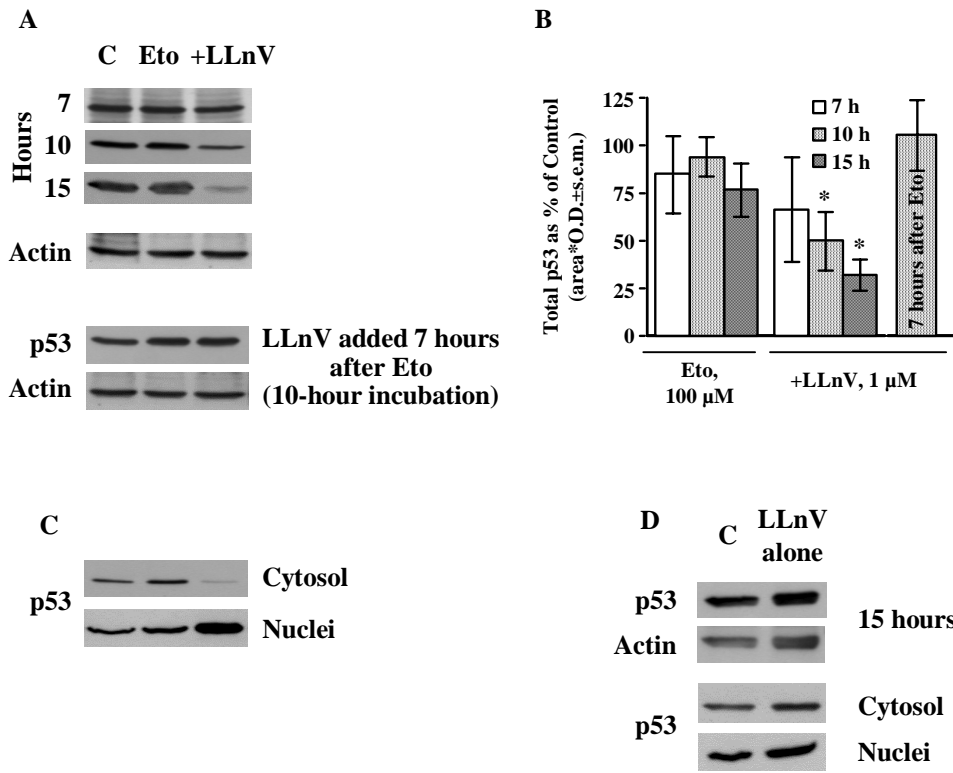 A
C Eto +LLnV
Hours
7
10
15
Actin
p53
Actin
LLnV added 7 hours
after Eto
(10-hour incubation)
B
Total p53 as % of Control
(area*O.D.±s.e.m.)
125
100
75
50
25
0
7 h
10 h
15 h
*
*
7 hours after Eto
Eto,
100 µM
+LLnV, 1 µM
C
p53
Cytosol
Nuclei
D
C
LLnV
alone
p53
Actin
15 hours
p53
Cytosol
Nuclei